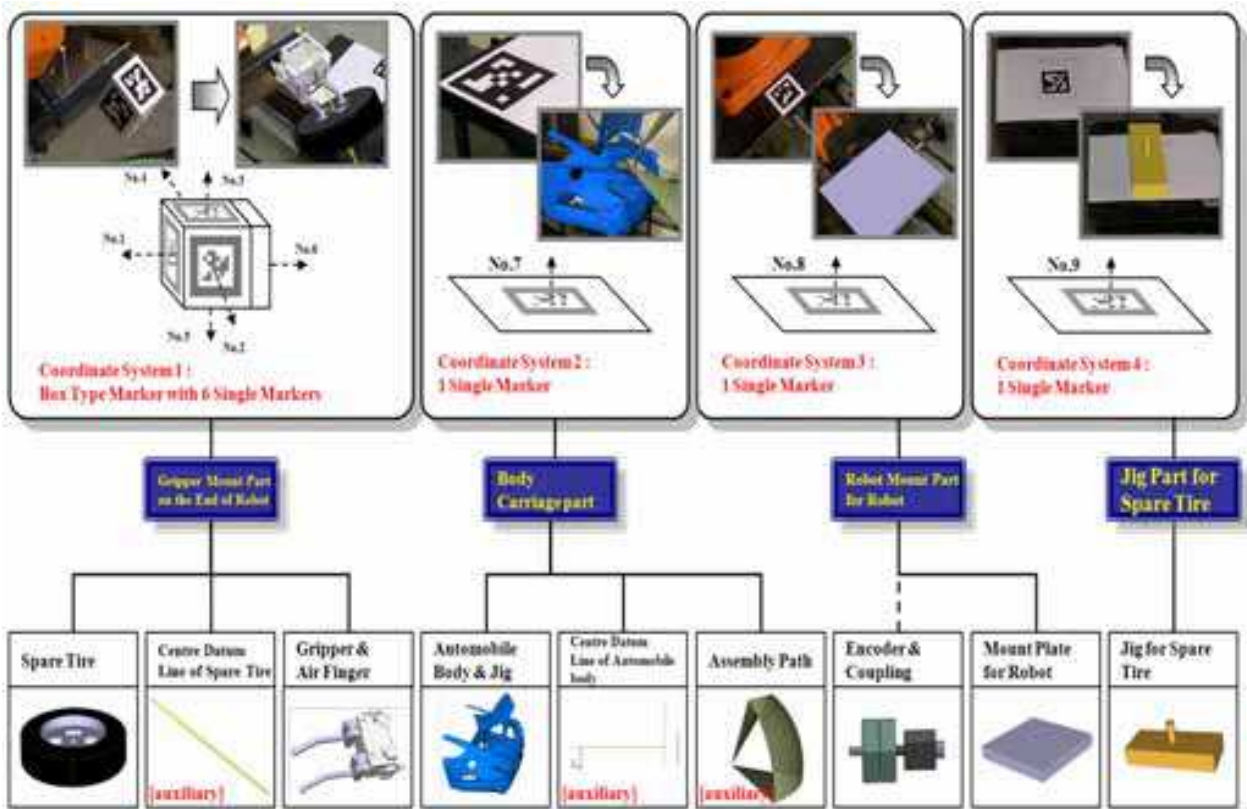 No.4
No.3
No.1
No.6
No.5
No.2
Coordinate System 1 :
Box Type Marker with 6 Single Markers
No.7
Coordinate System 2 :
1 Single Marker
No.8
Coordinate System 3 :
1 Single Marker
No.9
Coordinate System 4 :
1 Single Marker
Gripper Mount Part
on the End of Robot
Body
Carriage part
Robot Mount Part
for Robot
Jig Part for
Spare Tire
Spare Tire
Centre Datum
Line of Spare Tire
[auxiliary]
Gripper &
Air Finger
Automobile
Body & Jig
Centre Datum
Line of Automobile
body
[auxiliary]
Assembly Path
[auxiliary]
Encoder &
Coupling
Mount Plate
for Robot
Jig for Spare
Tire